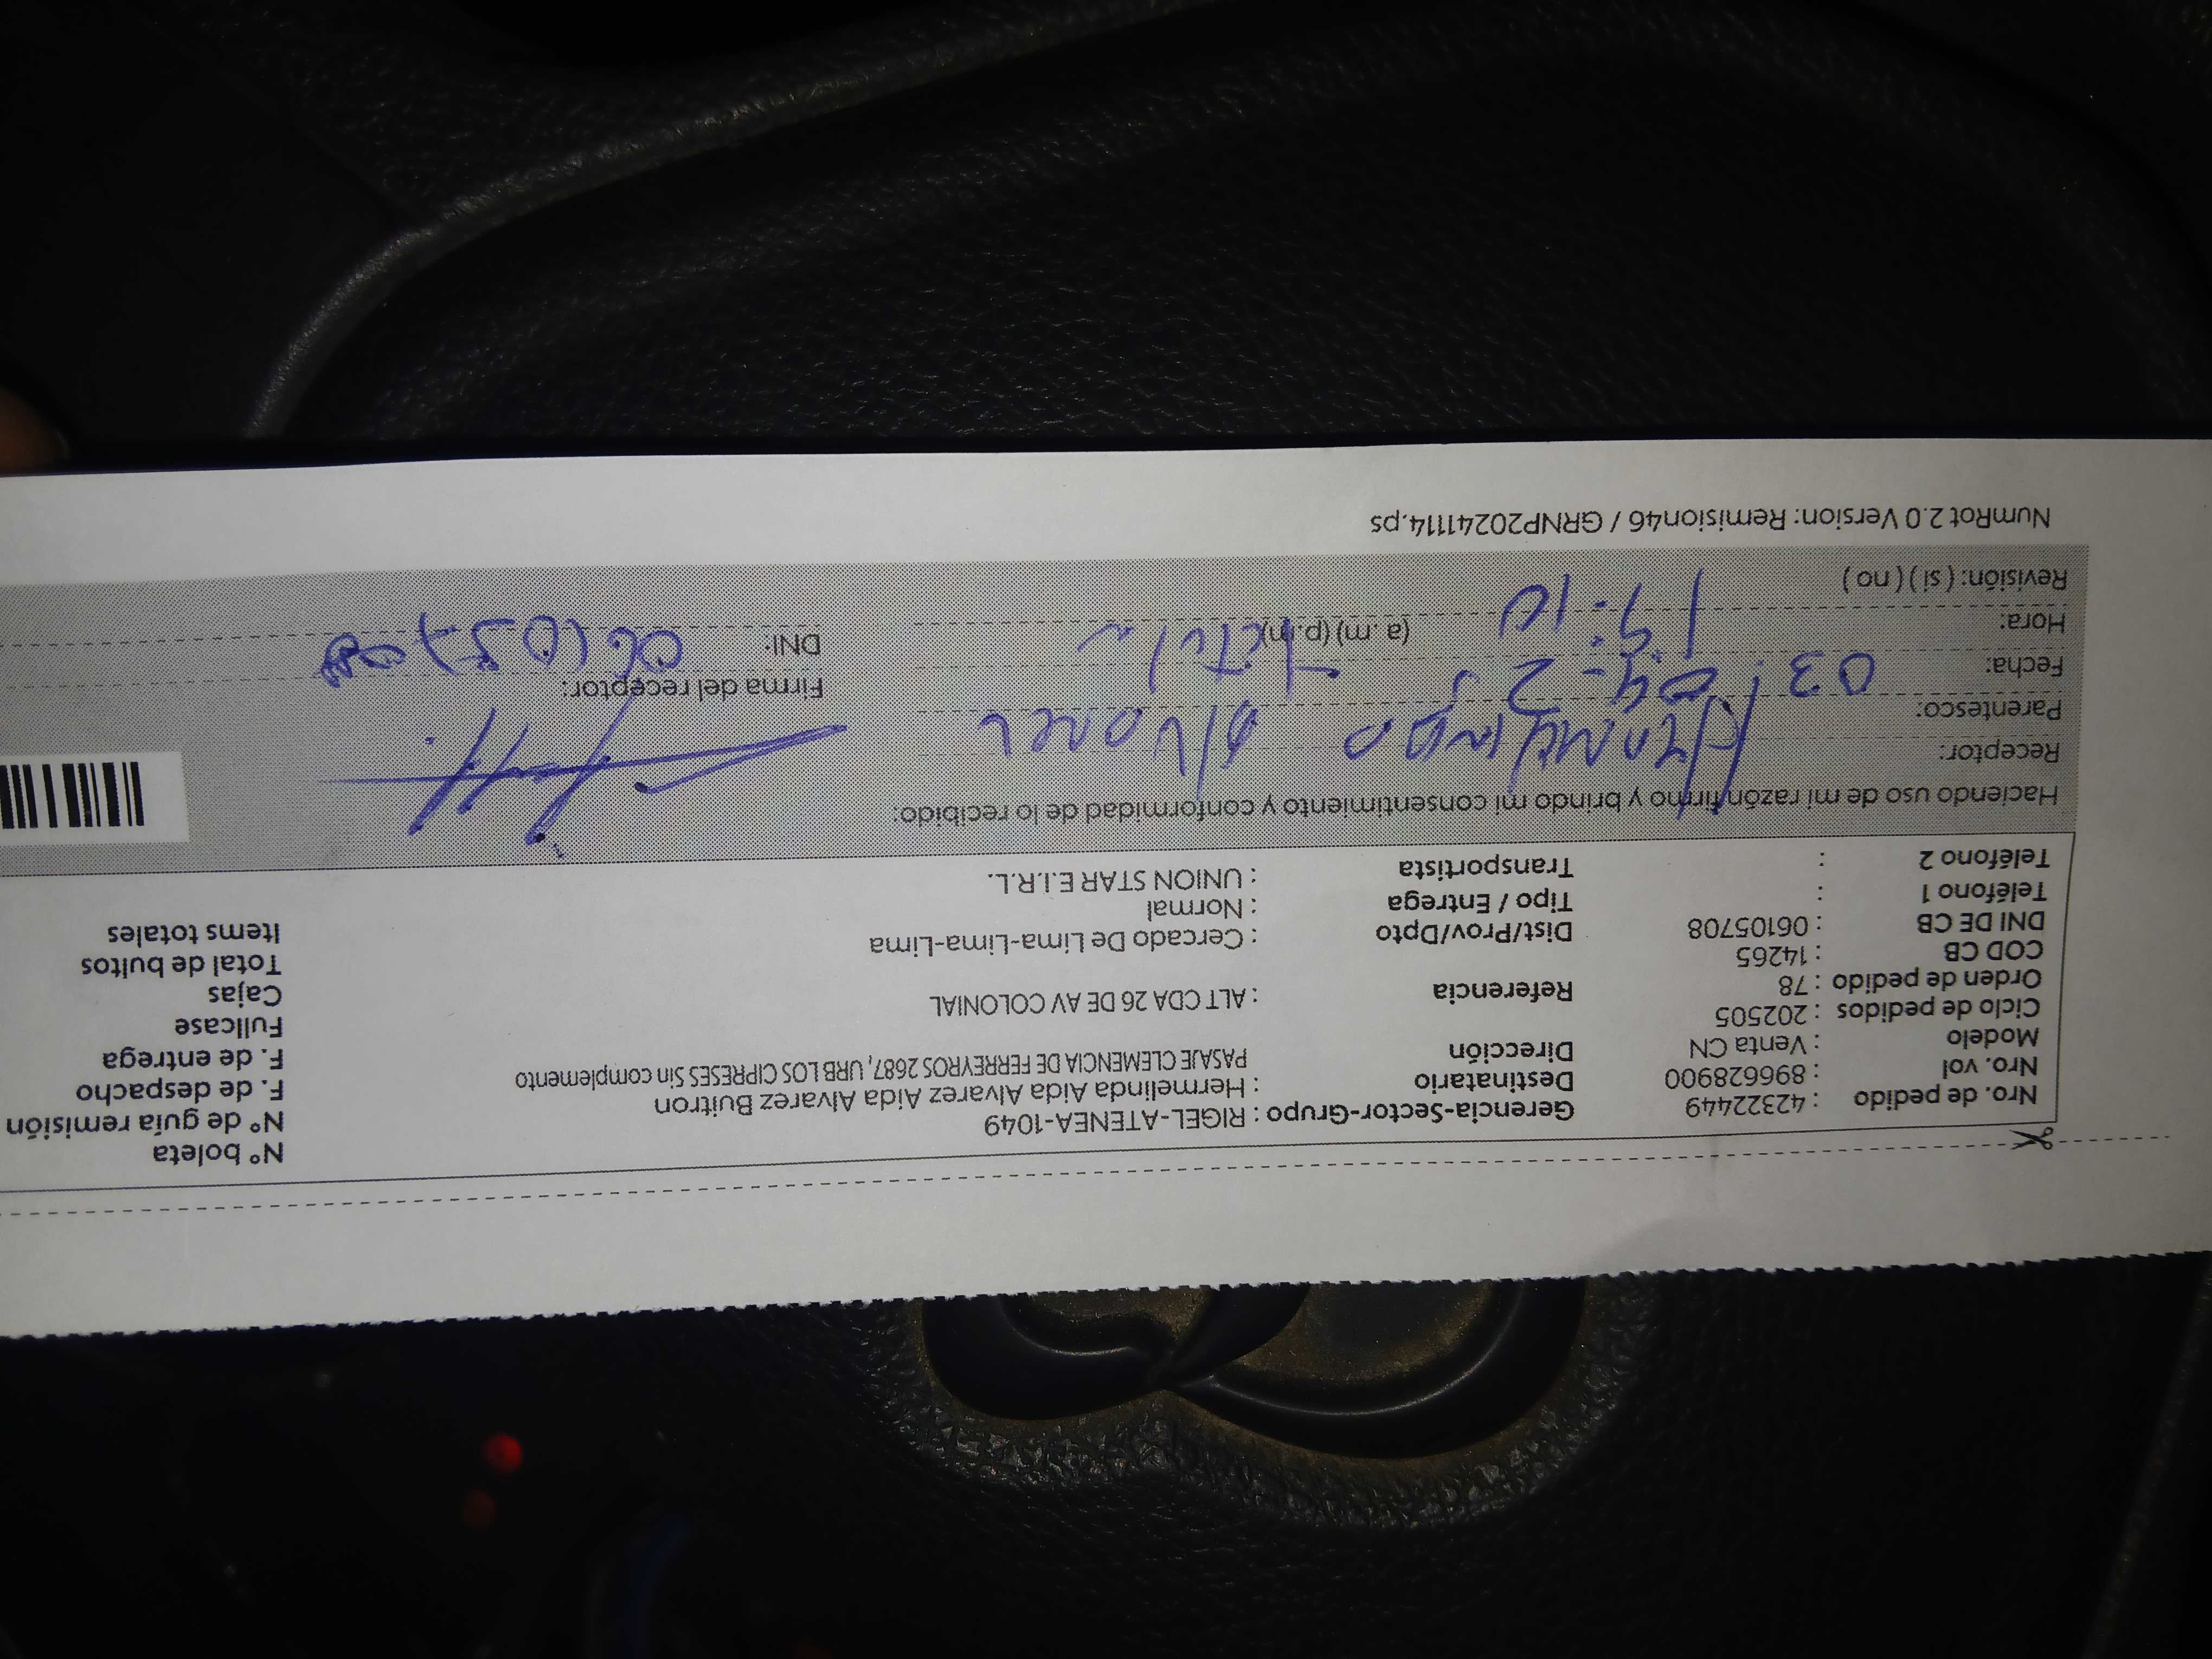 Nro. de pedido : 42322449 Gerencia-Sector-Grupo : RIGEL-ATENEA-1049 N° boleta
Nro. vol : 896628900 Destinatario : Hermelinda Aida Alvarez Aida Alvarez Buitron N° de guía remisión
Modelo : Venta CN Dirección PASAJE CLEMENCIA DE FERREYROS 2687, URB LOS CIPRESES Sin complemento F. de despacho
Ciclo de pedidos : 202505 F. de entrega
Orden de pedido : 78 Referencia : ALT CDA 26 DE AV COLONIAL Fullcase
COD CB : 14265 Cajas
DNI DE CB : 06105708 Dist/Prov/Dpto : Cercado De Lima-Lima-Lima Total de bultos
Teléfono 1 : Tipo / Entrega : Normal Items totales
Teléfono 2 : Transportista : UNION STAR E.I.R.L.
Haciendo uso de mi razón firmo y brindo mi consentimiento y conformidad de lo recibido:
Receptor:
Parentesco:
Firma del receptor:
Fecha: 03
Hora: 19:10 (a.m) (p.m) DNI:
Revisión: ( si ) ( no )
NumRot 2.0 Version: Remision46 / GRNP20241114.ps